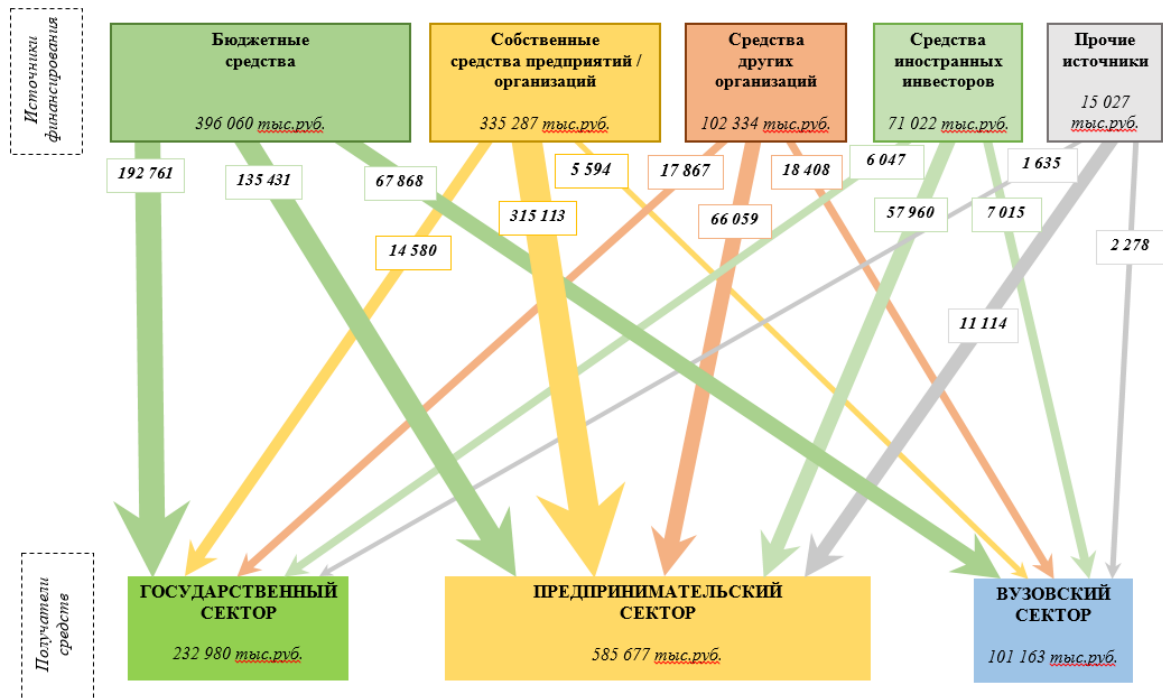 Источники
финансирования
Бюджетные
средства
396 060 тыс.руб.
Собственные
средства предприятий /
организаций
335 287 тыс.руб.
Средства
других
организаций
102 334 тыс.руб.
Средства
иностранных
инвесторов
71 022 тыс.руб.
Прочие
источники
15 027
тыс.руб.
192 761
135 431
67 868
5 594
17 867
18 408
6 047
1 635
315 113
66 059
57 960
7 015
14 580
2 278
11 114
Получатели
средств
ГОСУДАРСТВЕННЫЙ
СЕКТОР
232 980 тыс.руб.
ПРЕДПРИНИМАТЕЛЬСКИЙ
СЕКТОР
585 677 тыс.руб.
ВУЗОВСКИЙ
СЕКТОР
101 163 тыс.руб.